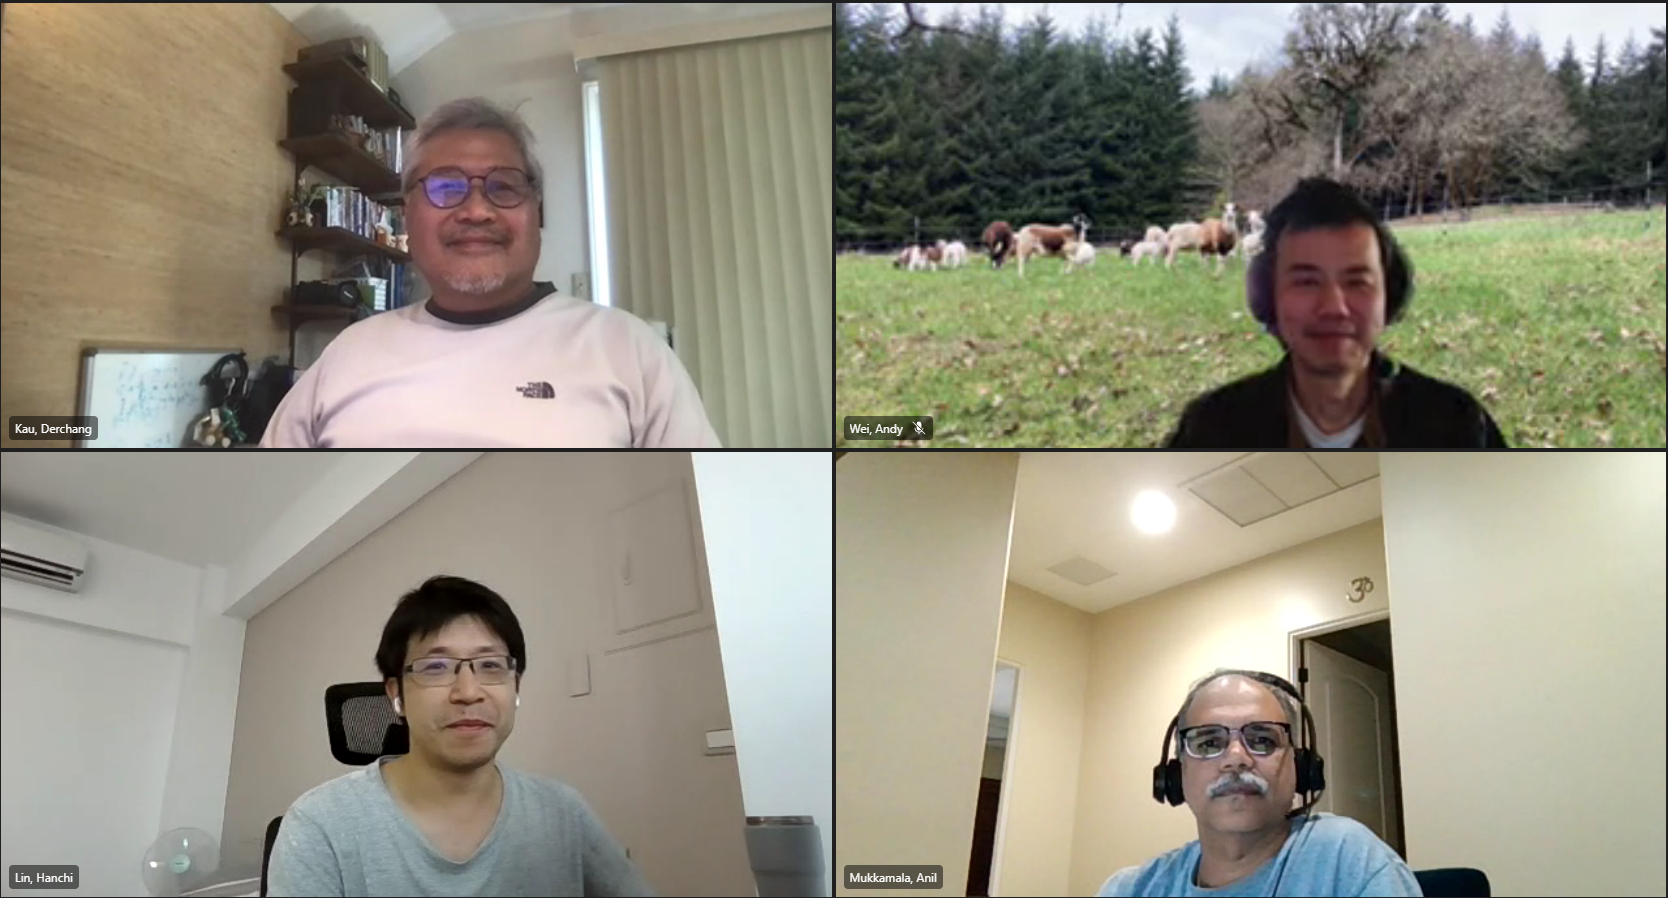 THE
NORTH
FACE
Kau, Derchang
Wei, Andy
ॐ
Lin, Hanchi
Mukkamala, Anil